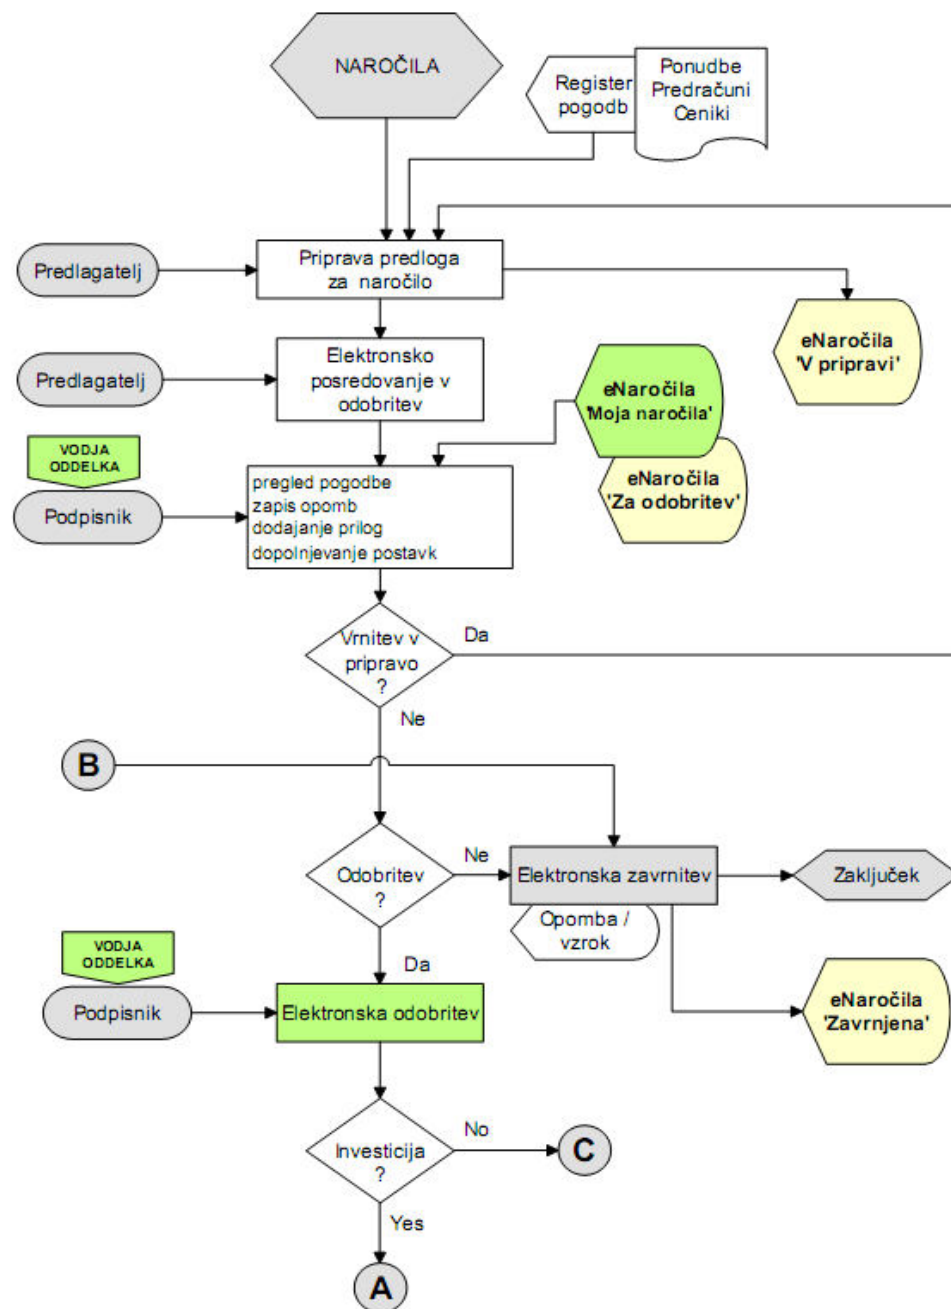 NAROČILA
Register
pogodb
Ponudbe
Predračuni
Ceniki
Predlagatelj
Priprava predloga
za naročilo
eNaročila
'V pripravi'
Predlagatelj
Elektronsko
posredovanje v
odobritev
eNaročila
'Moja naročila'
VODJA
ODDELKA
eNaročila
'Za odobritev'
Podpisnik
pregled pogodbe
zapis opomb
dodajanje prilog
dopolnjevanje postavk
Vrnitev v
pripravo
?
Da
Ne
B
Odobritev
?
Ne
Elektronska zavrnitev
Zaključek
Opomba /
vzrok
Da
VODJA
ODDELKA
Podpisnik
Elektronska odobritev
eNaročila
'Zavrnjena'
Investicija
?
No
C
Yes
A